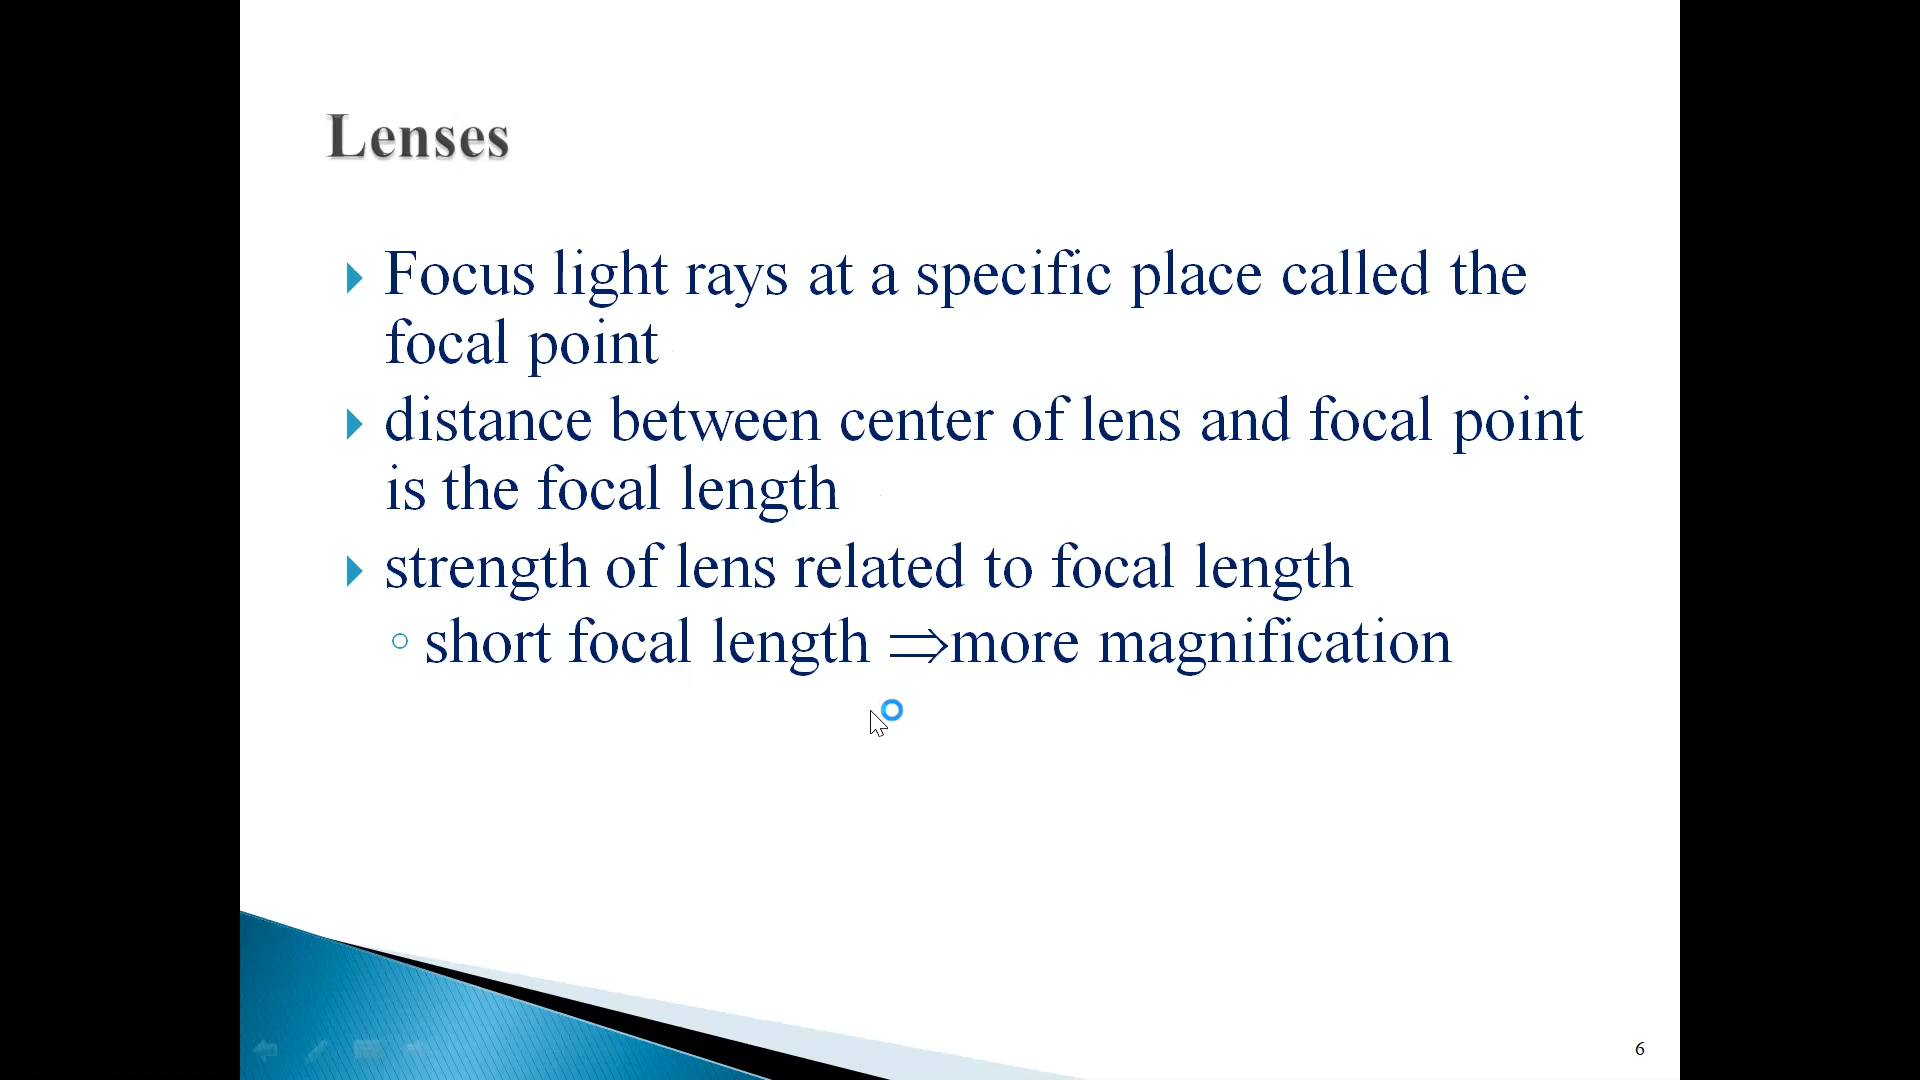 Lenses
Focus light rays at a specific place called the
focal point
distance between center of lens and focal point
is the focal length
strength of lens related to focal length
short focal length ⇒more magnification
6